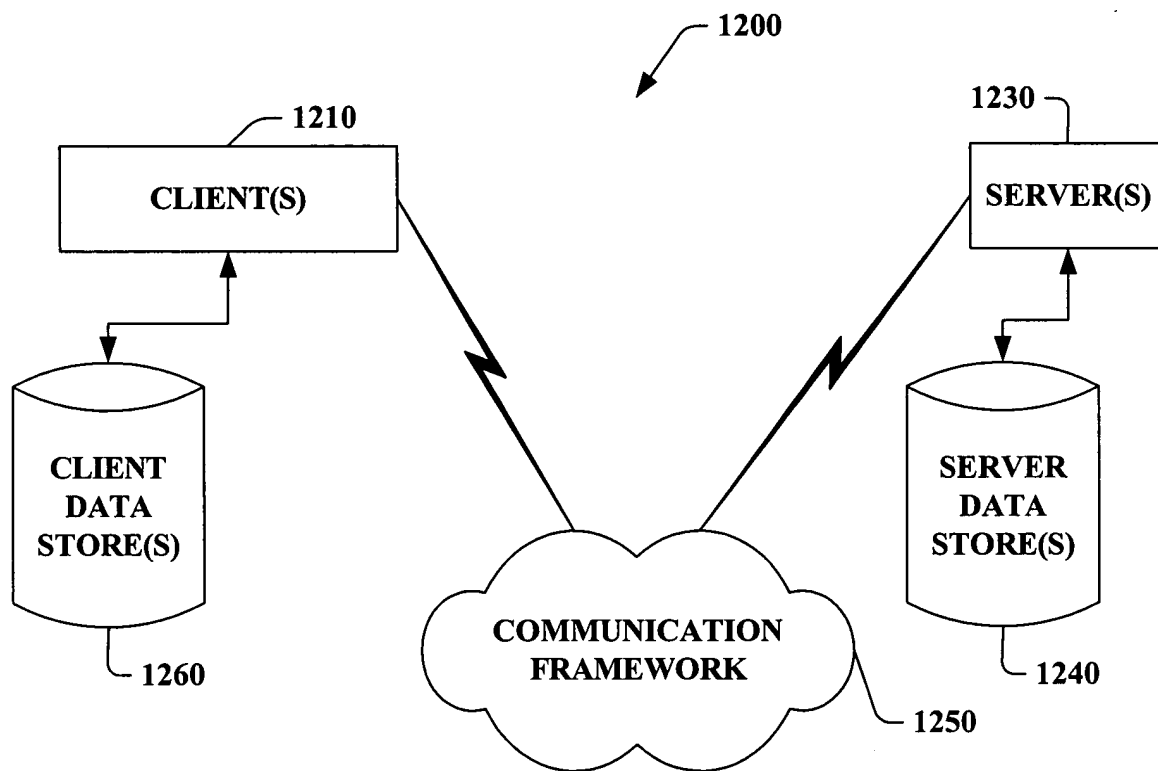 1200
1210
1230
CLIENT(S)
SERVER(S)
CLIENT
DATA
STORE(S)
SERVER
DATA
STORE(S)
COMMUNICATION
FRAMEWORK
1260
1240
1250